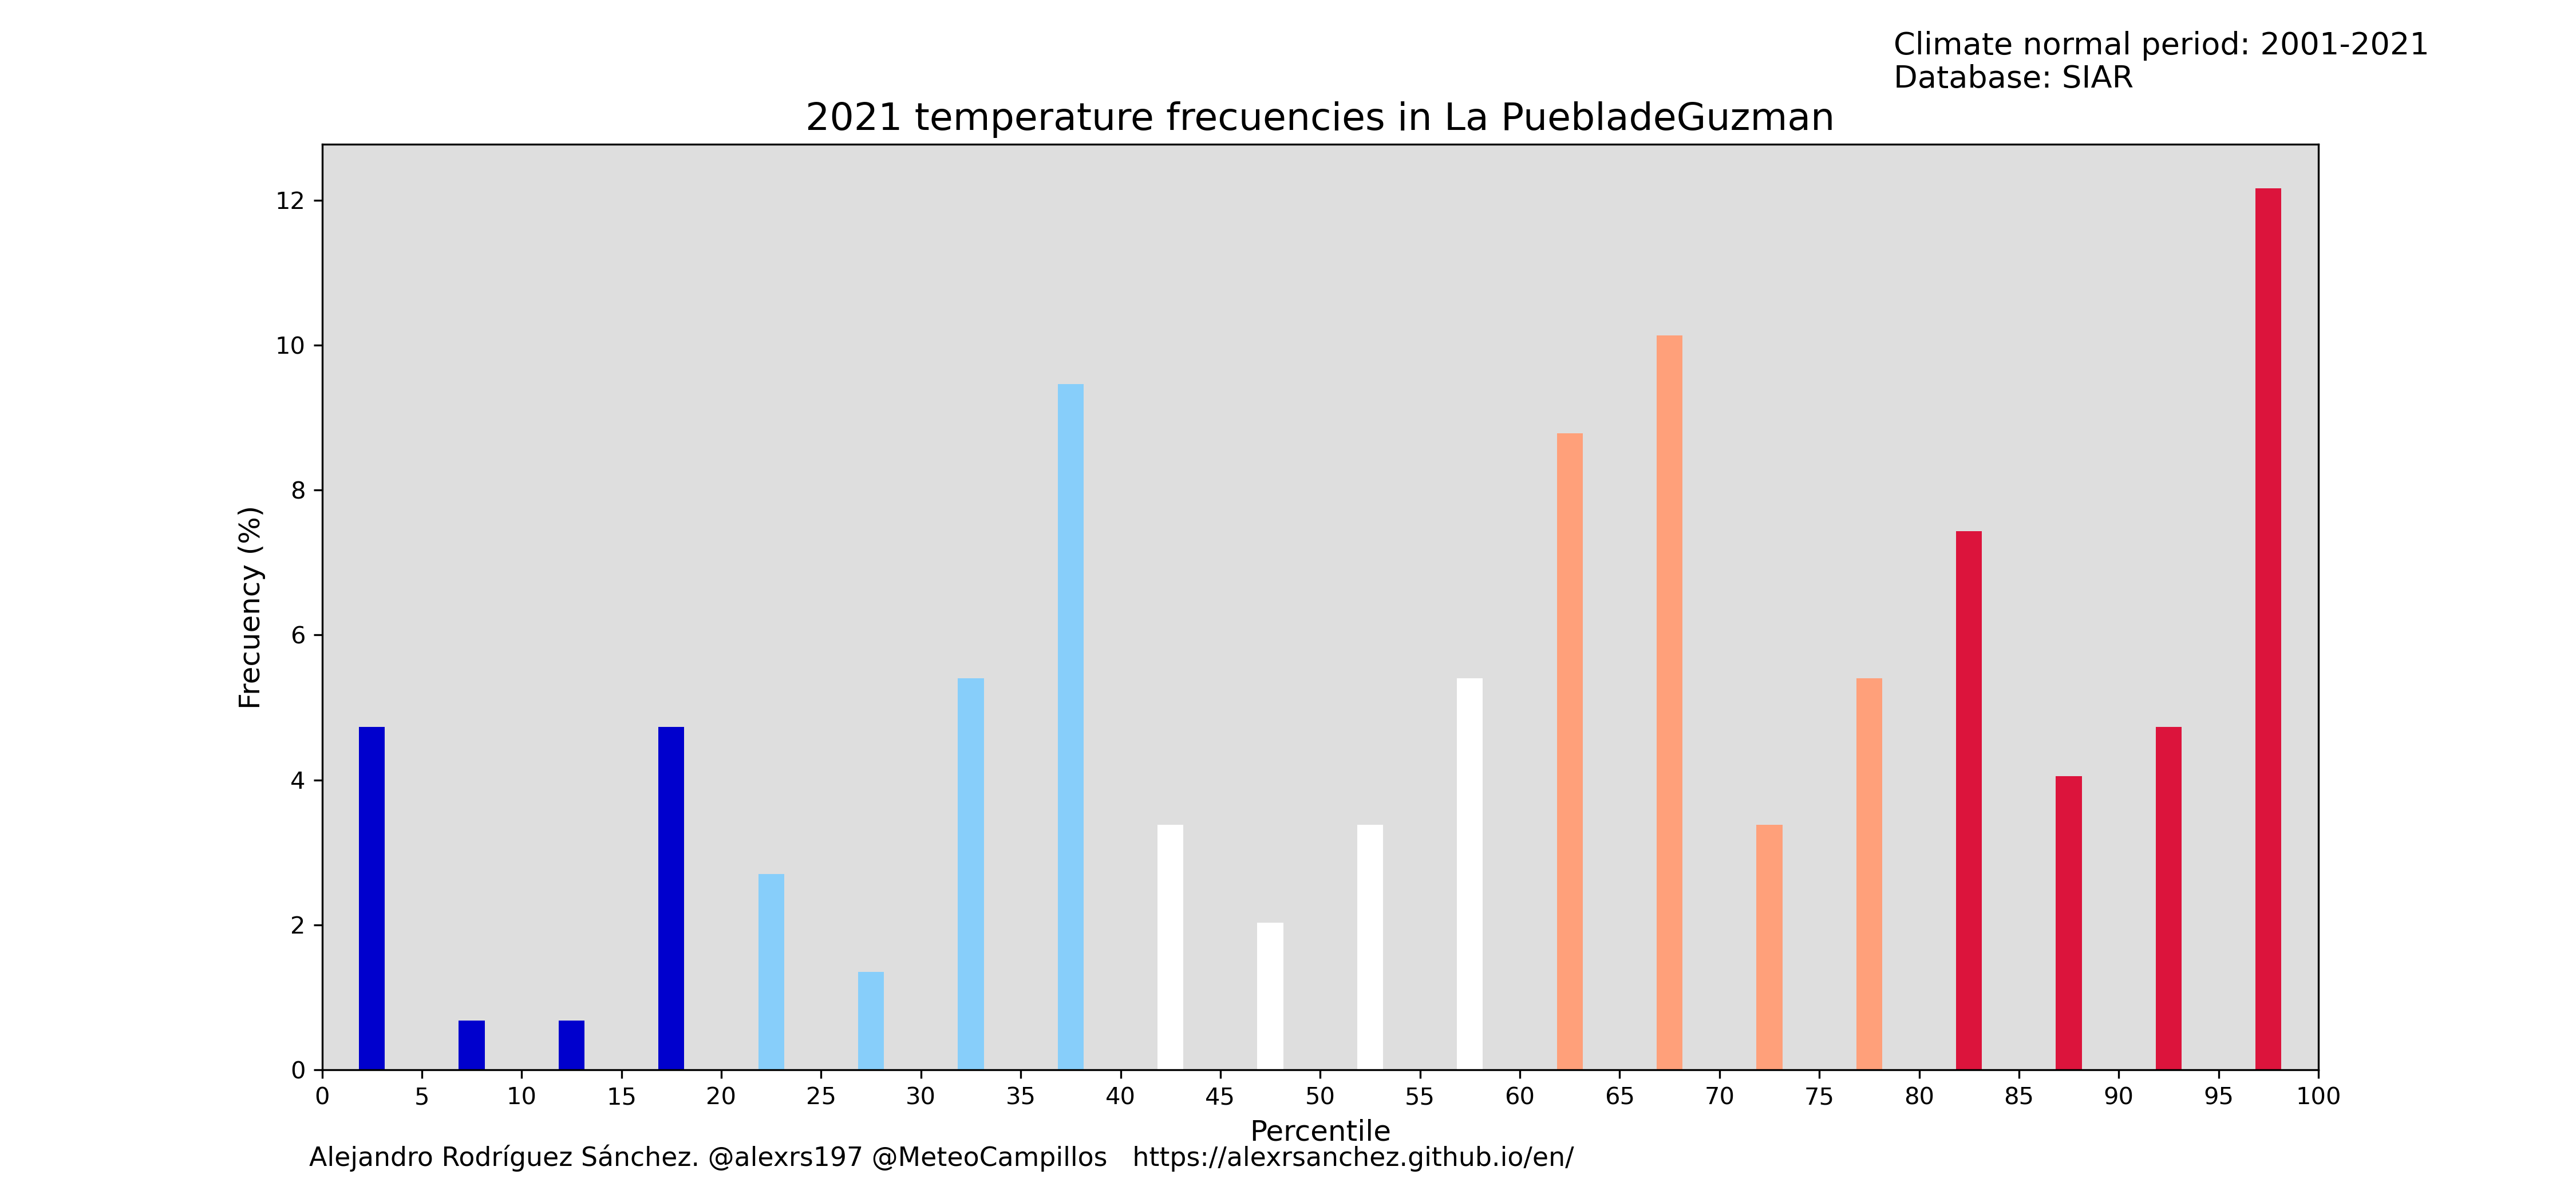 Climate normal period: 2001-2021
Database: SIAR
2021 temperature frecuencies in La PuebladeGuzman
12
10
8
6
4
2
0
Frecuency (%)
0 5 10 15 20 25 30 35 40 45 50 55 60 65 70 75 80 85 90 95 100
Percentile
Alejandro Rodríguez Sánchez. @alexrs197 @MeteoCampillos https://alexrsanchez.github.io/en/